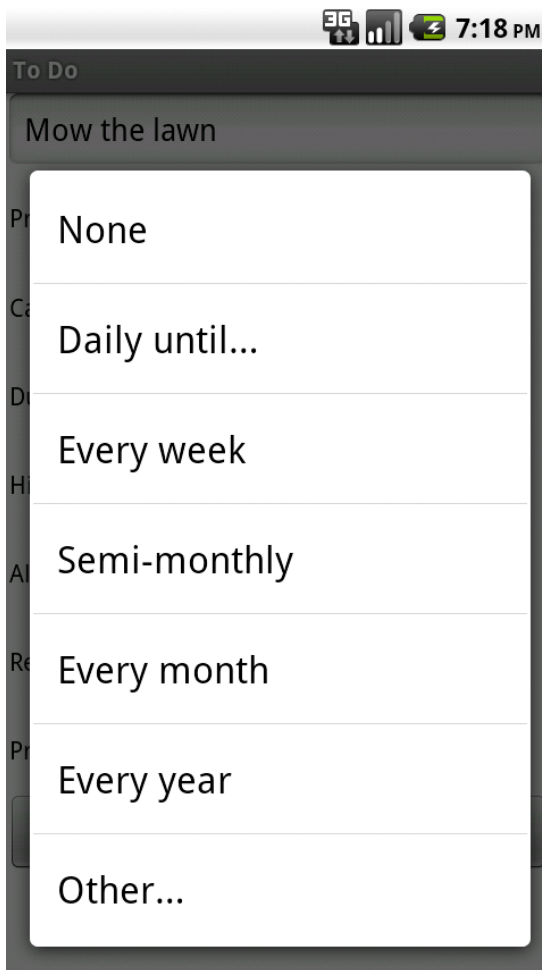 3G 7:18 PM
To Do
Mow the lawn
None
Daily until...
Every week
Semi-monthly
Every month
Every year
Other...